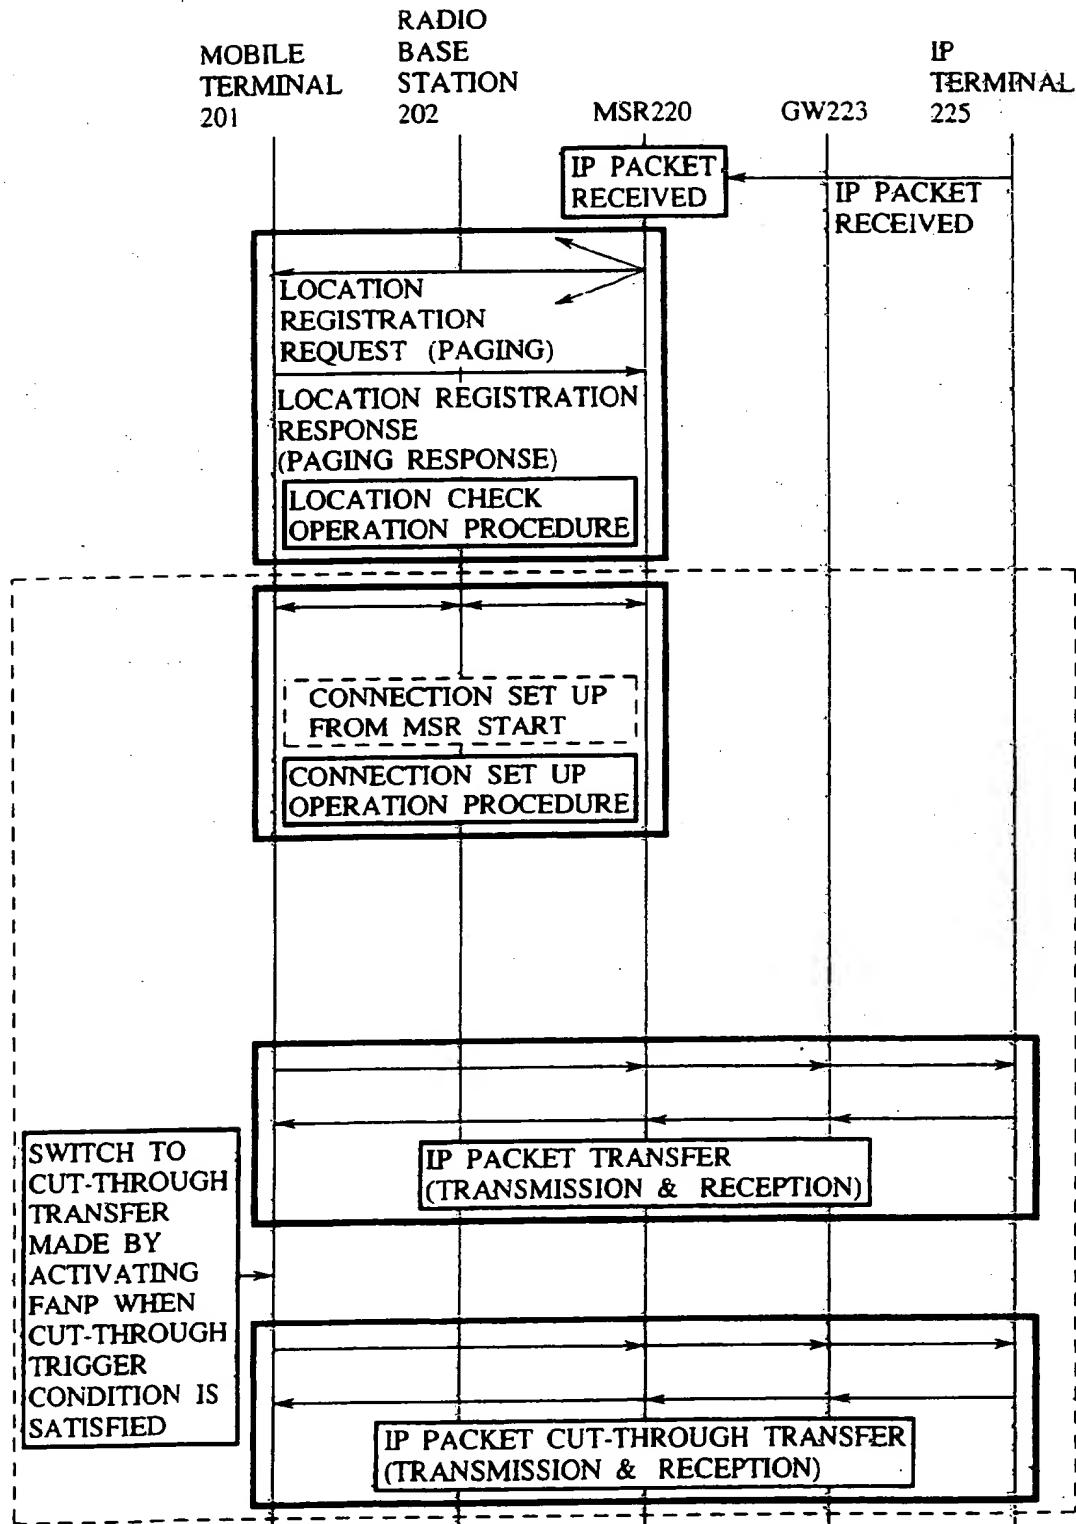 MOBILE
TERMINAL
201
RADIO
BASE
STATION
202
MSR220
GW223
IP
TERMINAL
225
IP PACKET
RECEIVED
IP PACKET
RECEIVED
LOCATION
REGISTRATION
REQUEST (PAGING)
LOCATION REGISTRATION
RESPONSE
(PAGING RESPONSE)
LOCATION CHECK
OPERATION PROCEDURE
CONNECTION SET UP
FROM MSR START
CONNECTION SET UP
OPERATION PROCEDURE
IP PACKET TRANSFER
(TRANSMISSION & RECEPTION)
SWITCH TO
CUT-THROUGH
TRANSFER
MADE BY
ACTIVATING
FANP WHEN
CUT-THROUGH
TRIGGER
CONDITION IS
SATISFIED
IP PACKET CUT-THROUGH TRANSFER
(TRANSMISSION & RECEPTION)